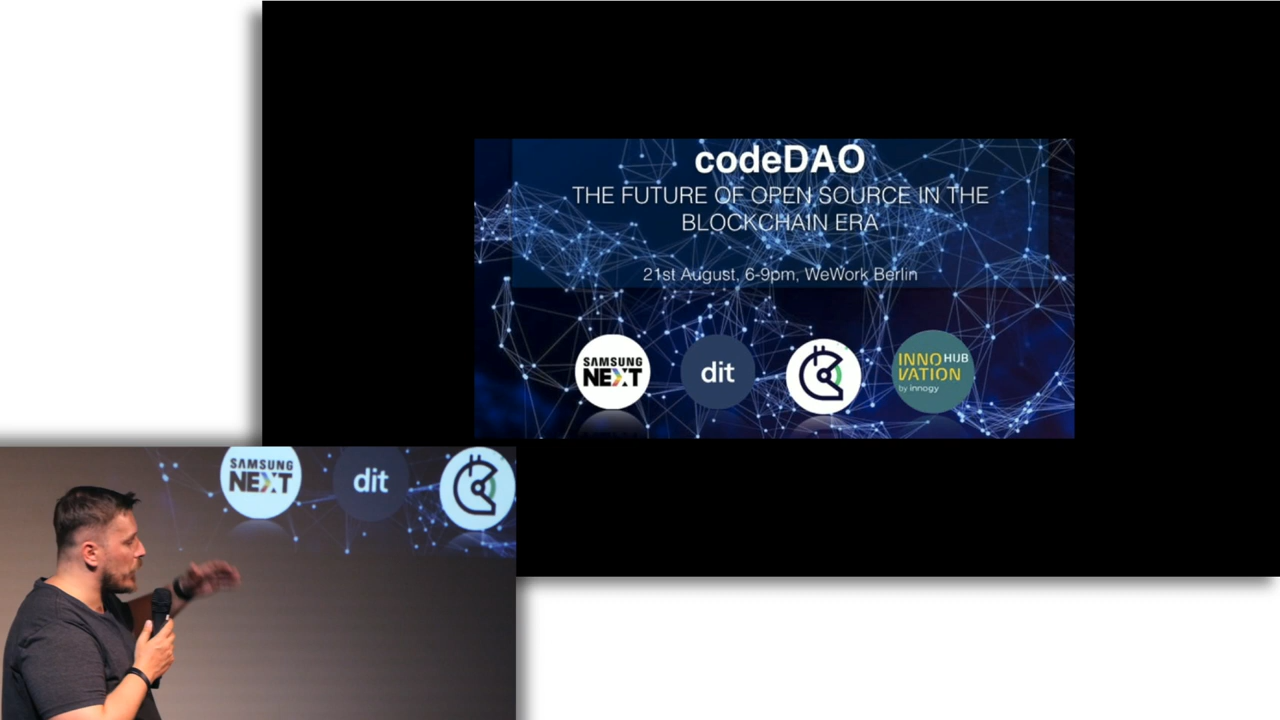 codeDAO
THE FUTURE OF OPEN SOURCE IN THE
BLOCKCHAIN ERA
21st August, 6-9pm, WeWork Berlin
SAMSUNG
NEXT
dit
INNO HUB
VATION
by innogy
SAMSUNG
NEXT
dit